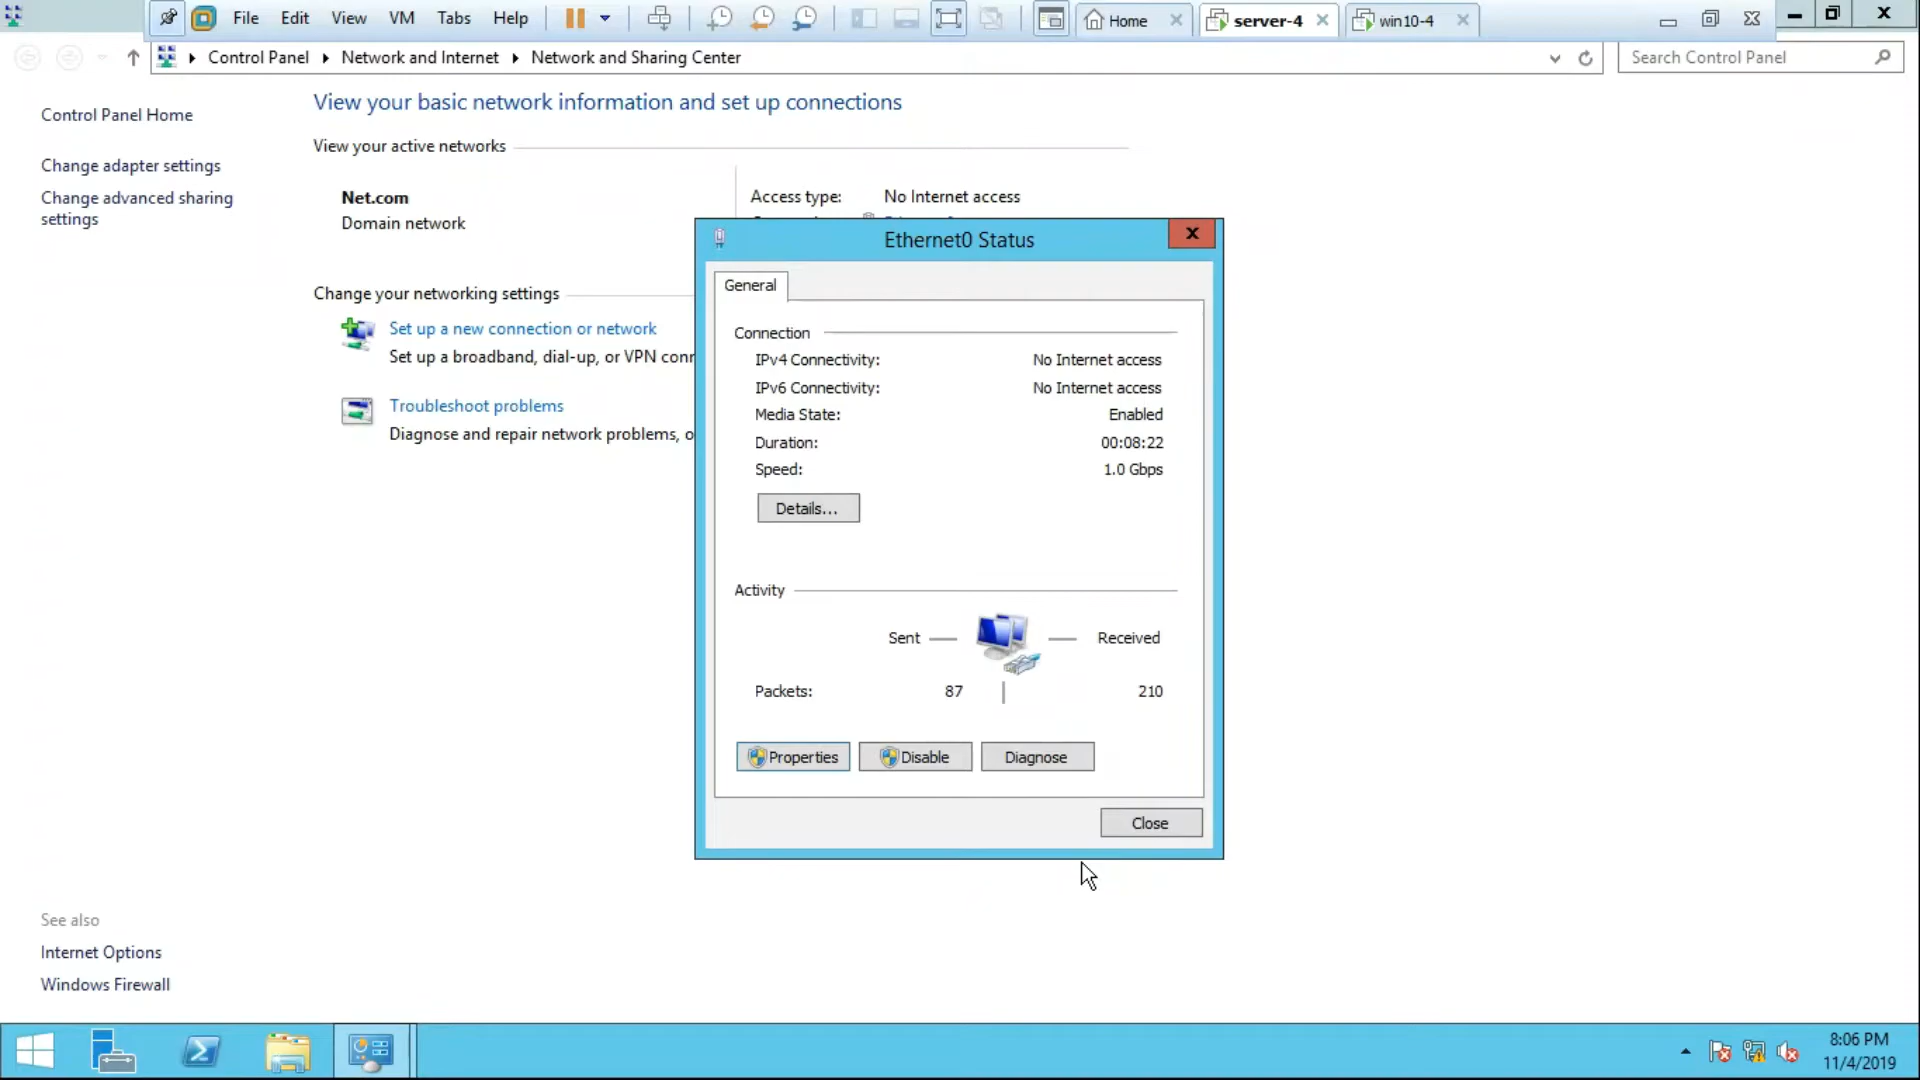 File Edit View VM Tabs Help
Home
server-4
win10-4
Control Panel
Network and Internet
Network and Sharing Center
Search Control Panel
Control Panel Home
Change adapter settings
Change advanced sharing
settings
View your basic network information and set up connections
View your active networks
Net.com
Domain network
Access type: No Internet access
Change your networking settings
Set up a new connection or network
Set up a broadband, dial-up, or VPN conn
Troubleshoot problems
Diagnose and repair network problems, o
Ethernet0 Status
General
Connection
IPv4 Connectivity: No Internet access
IPv6 Connectivity: No Internet access
Media State: Enabled
Duration: 00:08:22
Speed: 1.0 Gbps
Details...
Activity
Sent Received
Packets: 87 210
Properties
Disable
Diagnose
Close
See also
Internet Options
Windows Firewall
8:06 PM
11/4/2019